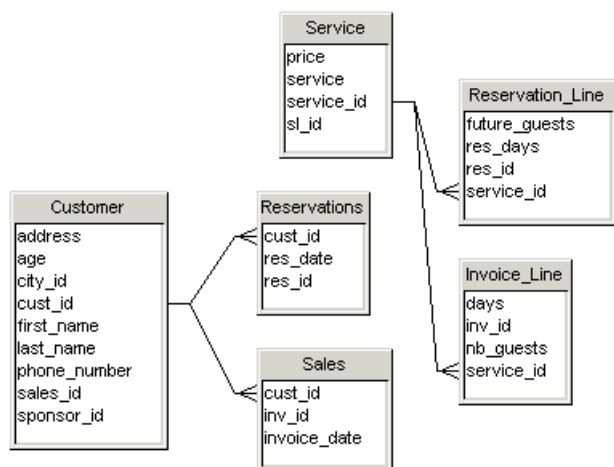 Service
price
service
service_id
sl_id
Reservation_Line
future_guests
res_days
res_id
service_id
Customer
address
age
city_id
cust_id
first_name
last_name
phone_number
sales_id
sponsor_id
Reservations
cust_id
res_date
res_id
Invoice_Line
days
inv_id
nb_guests
service_id
Sales
cust_id
inv_id
invoice_date